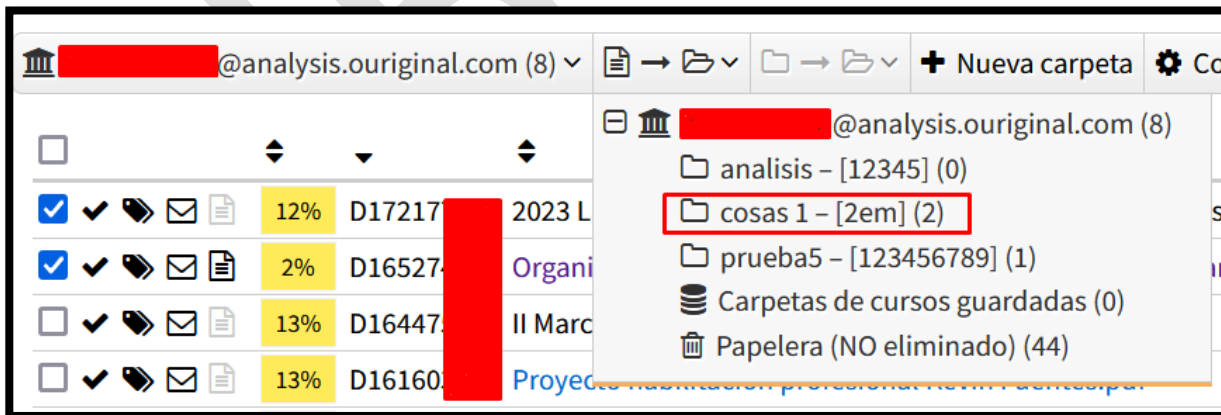 @analysis.ouriginal.com (8)
Nueva carpeta
@analysis.ouriginal.com (8)
analisis – [12345] (0)
cosas 1 – [2em] (2)
prueba5 – [123456789] (1)
Carpetas de cursos guardadas (0)
Papelera (NO eliminado) (44)
12% D17217 2023 L
2% D16527 Organi
13% D16447 II Marc
13% D16160 Proyecto habilitacion profesional Kevin Fuentes.pdf